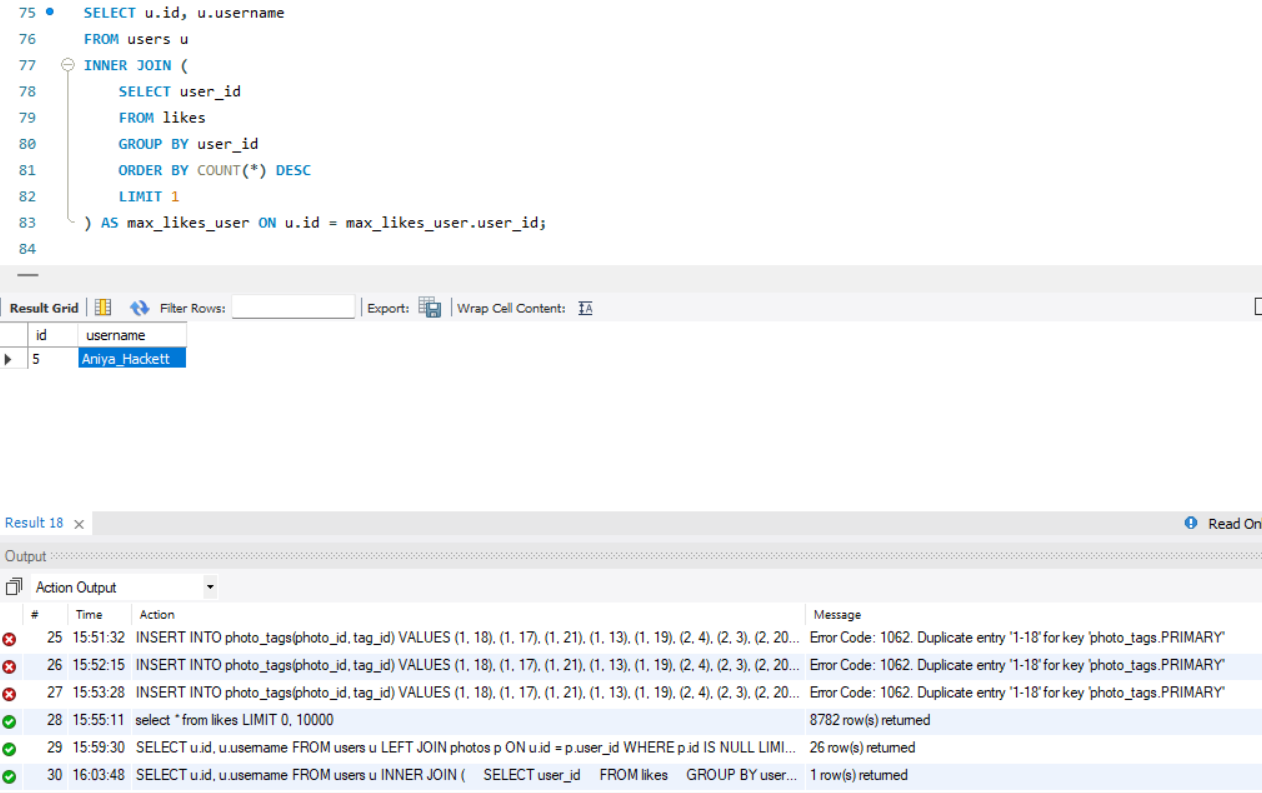 75 SELECT u.id, u.username
76 FROM users u
77 INNER JOIN (
78 SELECT user_id
79 FROM likes
80 GROUP BY user_id
81 ORDER BY COUNT(*) DESC
82 LIMIT 1
83 ) AS max_likes_user ON u.id = max_likes_user.user_id;
84
Result Grid Filter Rows: Export: Wrap Cell Content: IA
id username
5 Aniya_Hackett
Result 18 Read On
Output
Action Output
# Time Action Message
25 15:51:32 INSERT INTO photo_tags(photo_id, tag_id) VALUES (1, 18), (1, 17), (1, 21), (1, 13), (1, 19), (2, 4), (2, 3), (2, 20... Error Code: 1062. Duplicate entry '1-18' for key 'photo_tags.PRIMARY'
26 15:52:15 INSERT INTO photo_tags(photo_id, tag_id) VALUES (1, 18), (1, 17), (1, 21), (1, 13), (1, 19), (2, 4), (2, 3), (2, 20... Error Code: 1062. Duplicate entry '1-18' for key 'photo_tags.PRIMARY'
27 15:53:28 INSERT INTO photo_tags(photo_id, tag_id) VALUES (1, 18), (1, 17), (1, 21), (1, 13), (1, 19), (2, 4), (2, 3), (2, 20... Error Code: 1062. Duplicate entry '1-18' for key 'photo_tags.PRIMARY'
28 15:55:11 select * from likes LIMIT 0, 10000 8782 row(s) returned
29 15:59:30 SELECT u.id, u.username FROM users u LEFT JOIN photos p ON u.id = p.user_id WHERE p.id IS NULL LIMI... 26 row(s) returned
30 16:03:48 SELECT u.id, u.username FROM users u INNER JOIN ( SELECT user_id FROM likes GROUP BY user... 1 row(s) returned